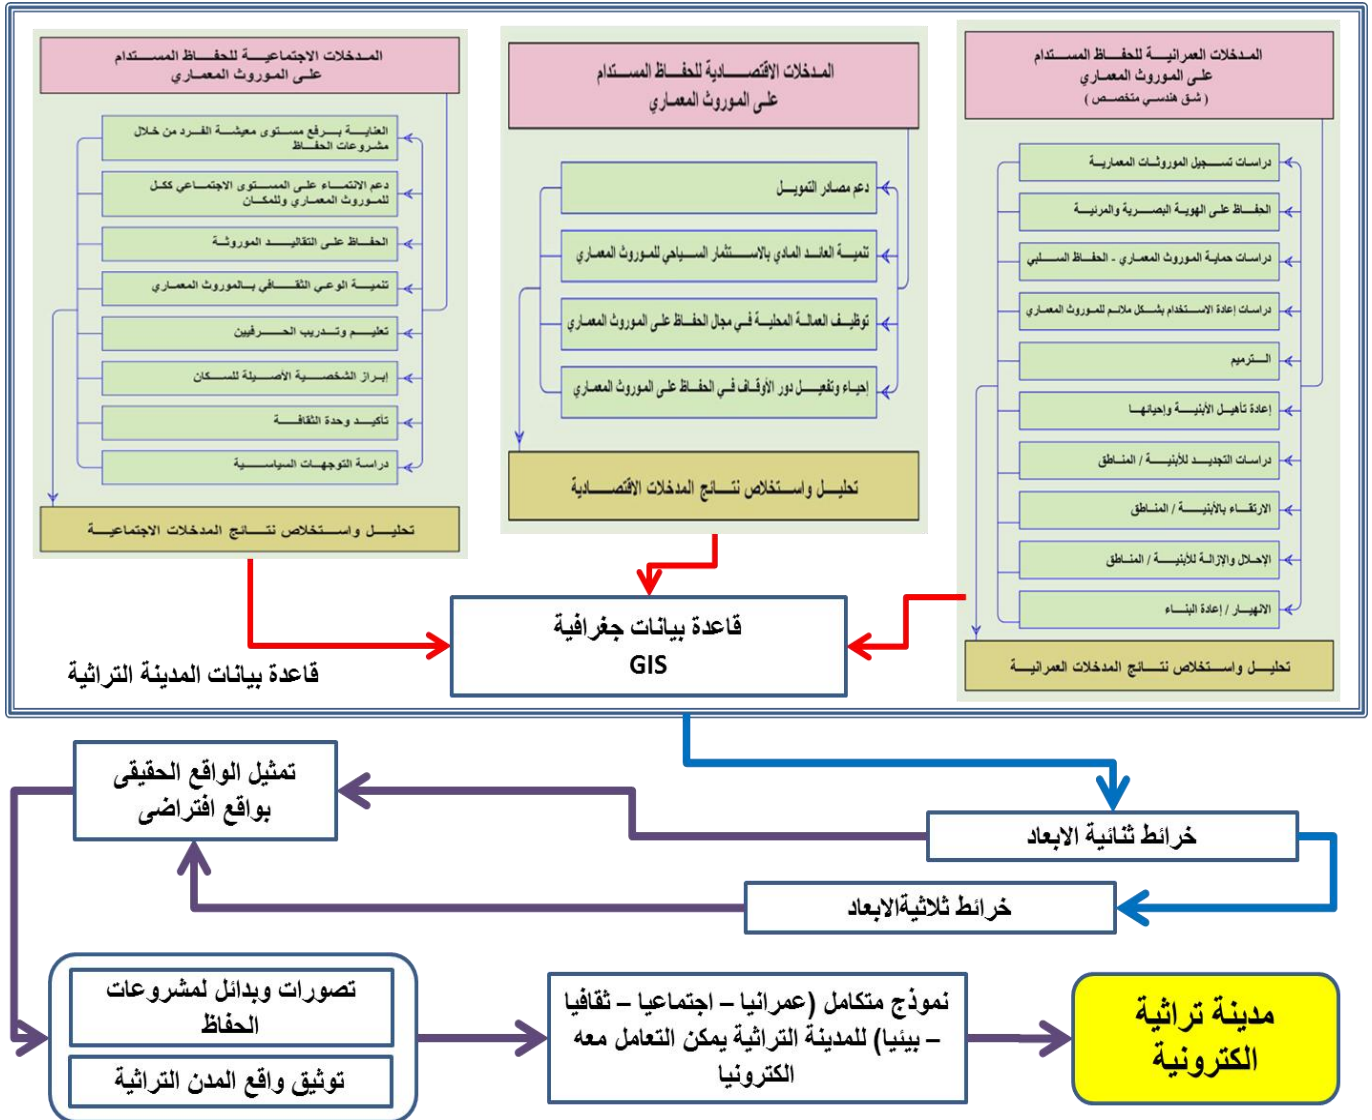 المدخلات العمرانية للحفاظ المستدام
على الموروث المعماري
( شق هندسي متخصص )
دراسات تسجيل الموروثات المعمارية
الحفاظ على الهوية البصرية والمرئية
دراسات حماية الموروث المعماري - الحفاظ السلبي
دراسات إعادة الاستخدام بشكل ملائم للموروث المعماري
الترميم
إعادة تأهيل الأبنية وإحيائها
دراسات التجديد للأبنية / المناطق
الارتقاء بالأبنية / المناطق
الإحلال والإزالة للأبنية / المناطق
الانهيار / إعادة البناء
تحليل واستخلاص نتائج المدخلات العمرانية
المدخلات الاقتصادية للحفاظ المستدام
على الموروث المعماري
دعم مصادر التمويل
تنمية العائد المادي بالاستثمار السياحي للموروث المعماري
توظيف العمالة المحلية في مجال الحفاظ على الموروث المعماري
إحياء وتفعيل دور الأوقاف في الحفاظ على الموروث المعماري
تحليل واستخلاص نتائج المدخلات الاقتصادية
المدخلات الاجتماعية للحفاظ المستدام
على الموروث المعماري
العناية برفع مستوى معيشة الفرد من خلال
مشروعات الحفاظ
دعم الانتماء على المستوى الاجتماعي ككل
للموروث المعماري وللمكان
الحفاظ على التقاليد الموروثة
تنمية الوعي الثقافي بالموروث المعماري
تعليم وتدريب الحرفيين
إبراز الشخصية الأصيلة للسكان
تأكيد وحدة الثقافة
دراسة التوجهات السياسية
تحليل واستخلاص نتائج المدخلات الاجتماعية
قاعدة بيانات جغرافية
GIS
قاعدة بيانات المدينة التراثية
تمثيل الواقع الحقيقى
بواقع افتراضى
خرائط ثنائية الابعاد
خرائط ثلاثيةالابعاد
تصورات وبدائل لمشروعات
الحفاظ
توثيق واقع المدن التراثية
نموذج متكامل (عمرانيا – اجتماعيا – ثقافيا
– بيئيا) للمدينة التراثية يمكن التعامل معه
الكترونيا
مدينة تراثية
الكترونية